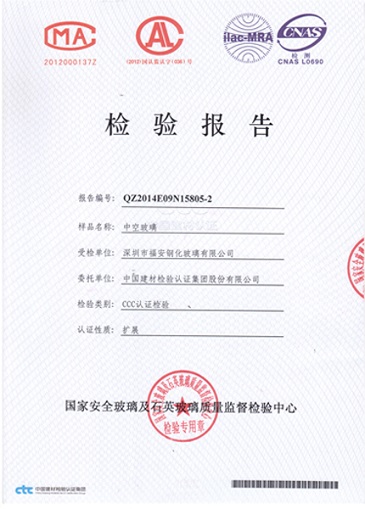 MA
AL
ilac-MRA
CNAS
检测
2012000137Z
(2012)国认监认字(096)号
CNAS L0690
检验报告
报告编号: QZ2014E09N15805-2
样品名称: 中空玻璃
受检单位: 深圳市福安钢化玻璃有限公司
委托单位: 中国建材检验认证集团股份有限公司
检验类别: CCC认证检验 、
认证性质: 扩展
国家安全玻璃及石英玻璃质量监督检验中心
检验专用章
ctc 中国建材检验认证集团